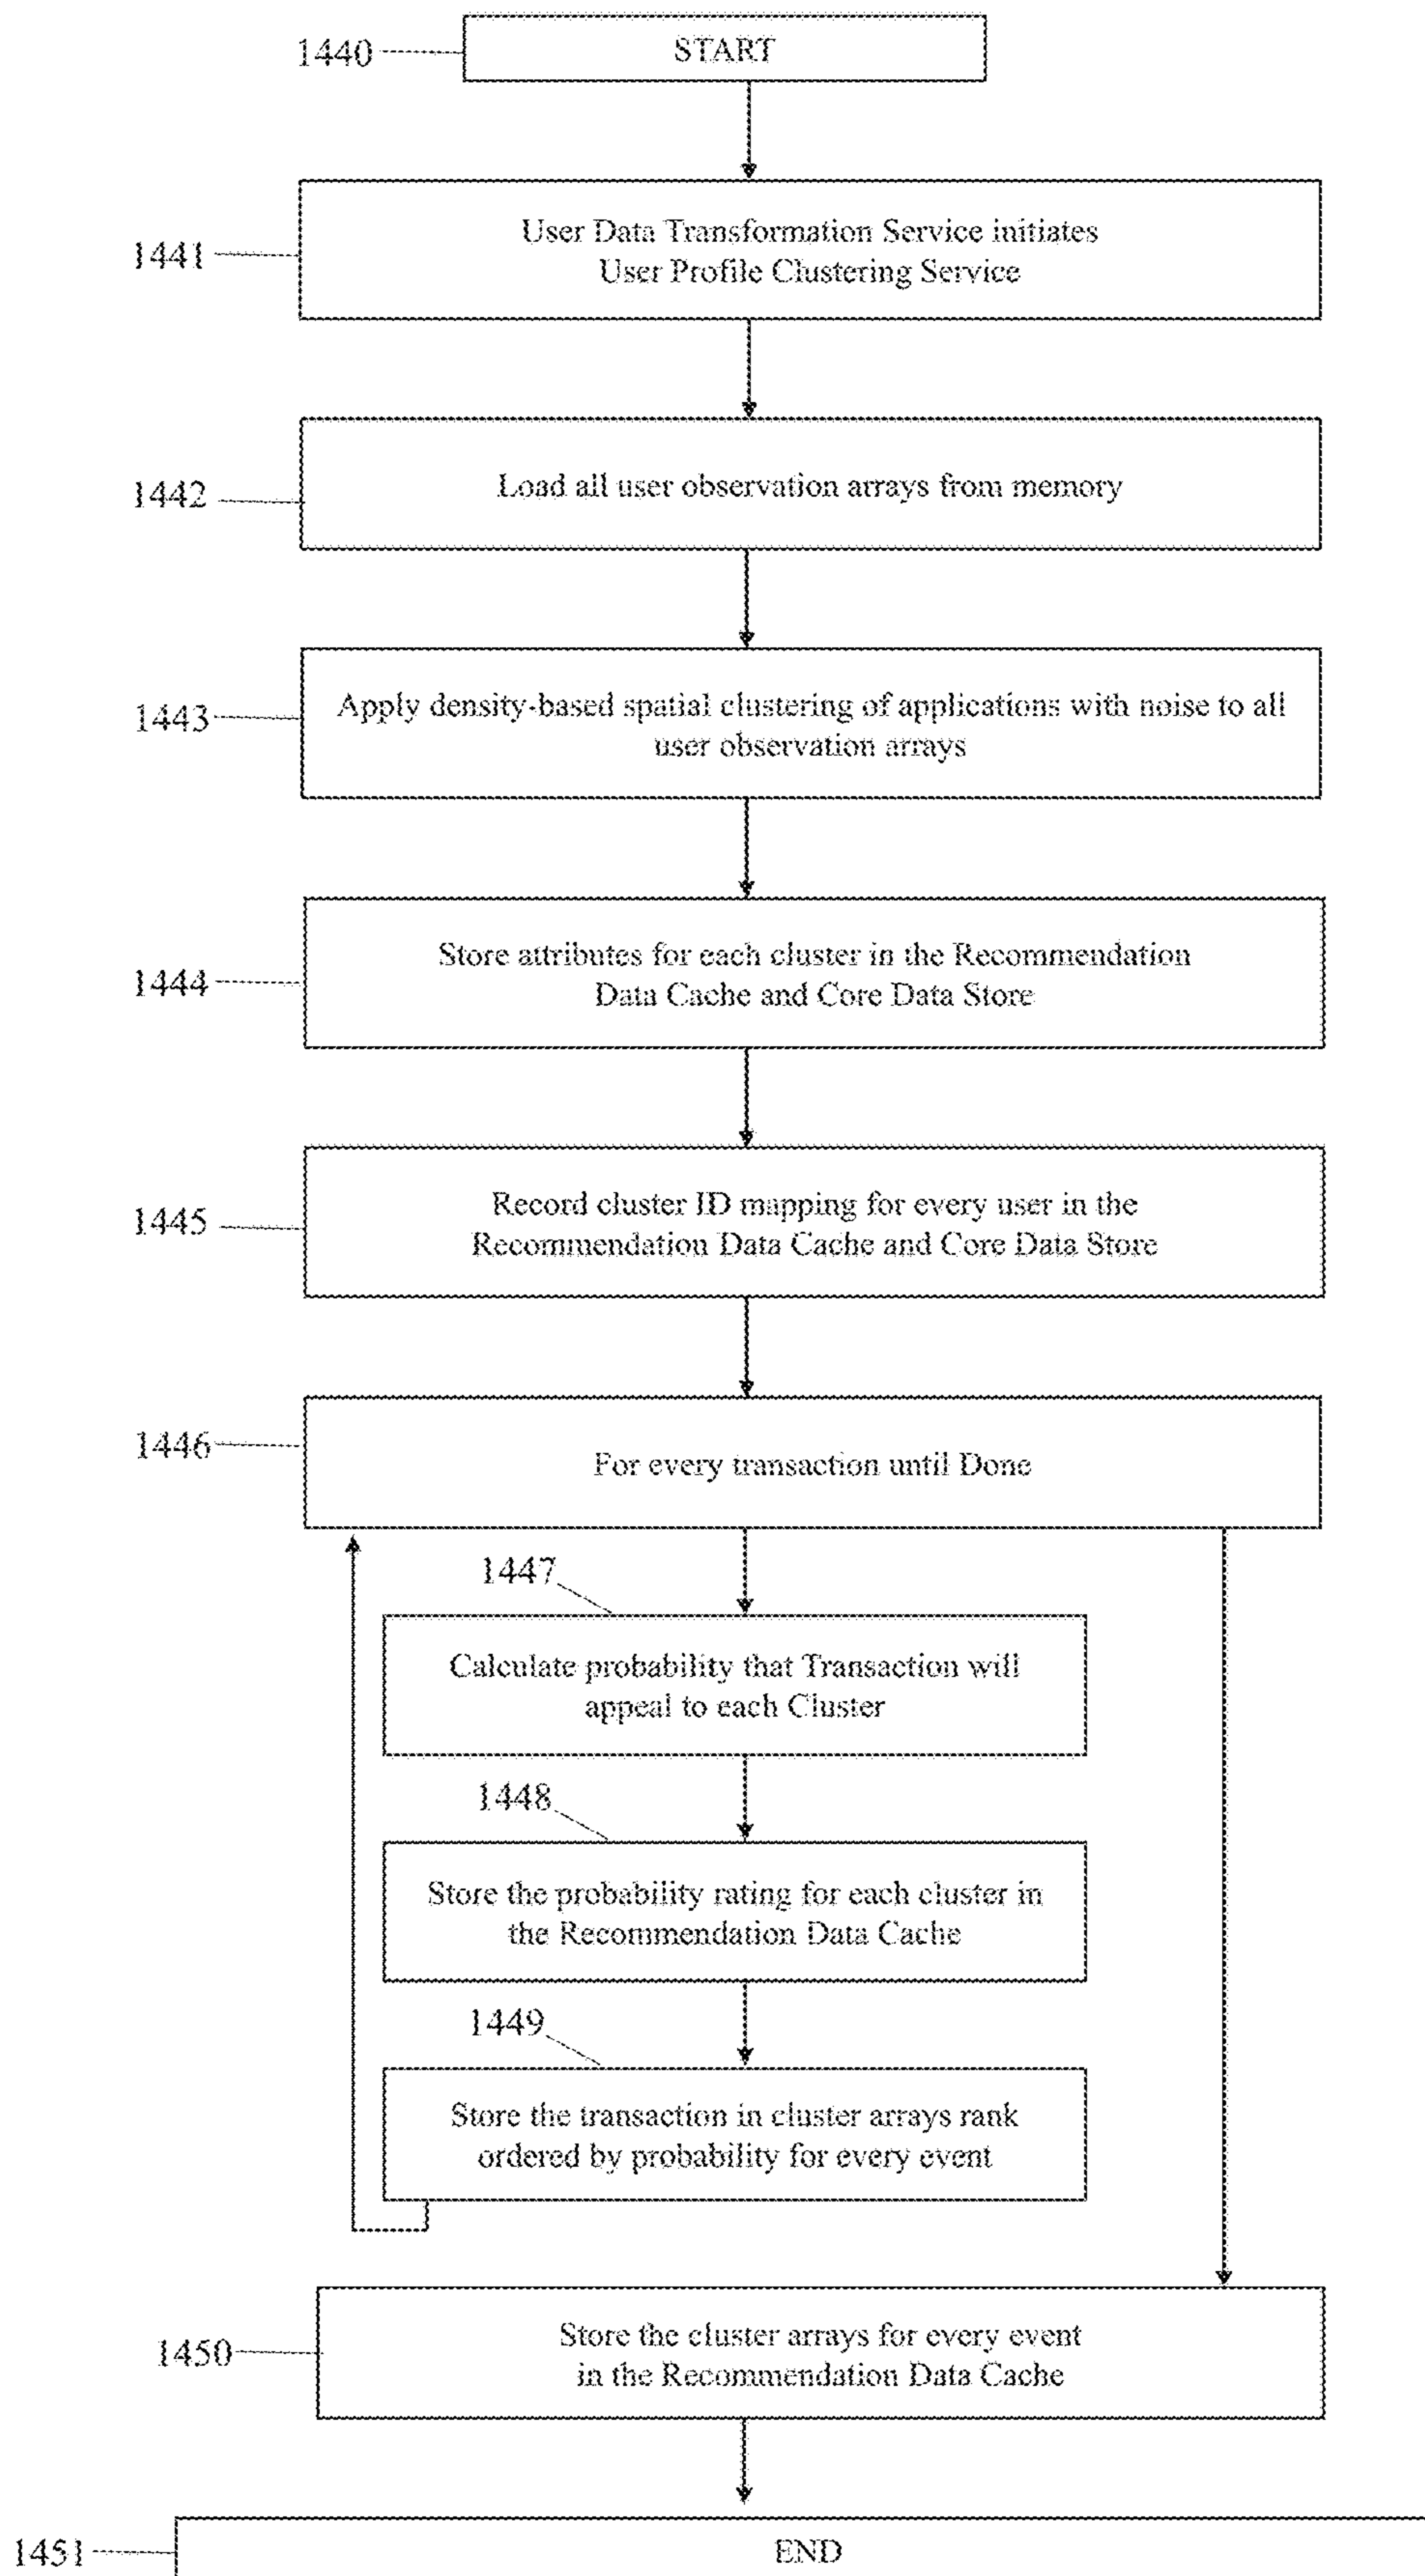 1440
START
1441
User Data Transformation Service initiates
User Profile Clustering Service
1442
Load all user observation arrays from memory
1443
Apply density-based spatial clustering of applications with noise to all
user observation arrays
1444
Store attributes for each cluster in the Recommendation
Data Cache and Core Data Store
1445
Record cluster ID mapping for every user in the
Recommendation Data Cache and Core Data Store
1446
For every transaction until Done
1447
Calculate probability that Transaction will
appeal to each Cluster
1448
Store the probability rating for each cluster in
the Recommendation Data Cache
1449
Store the transaction in cluster arrays rank
ordered by probability for every event
1450
Store the cluster arrays for every event
in the Recommendation Data Cache
1451
END